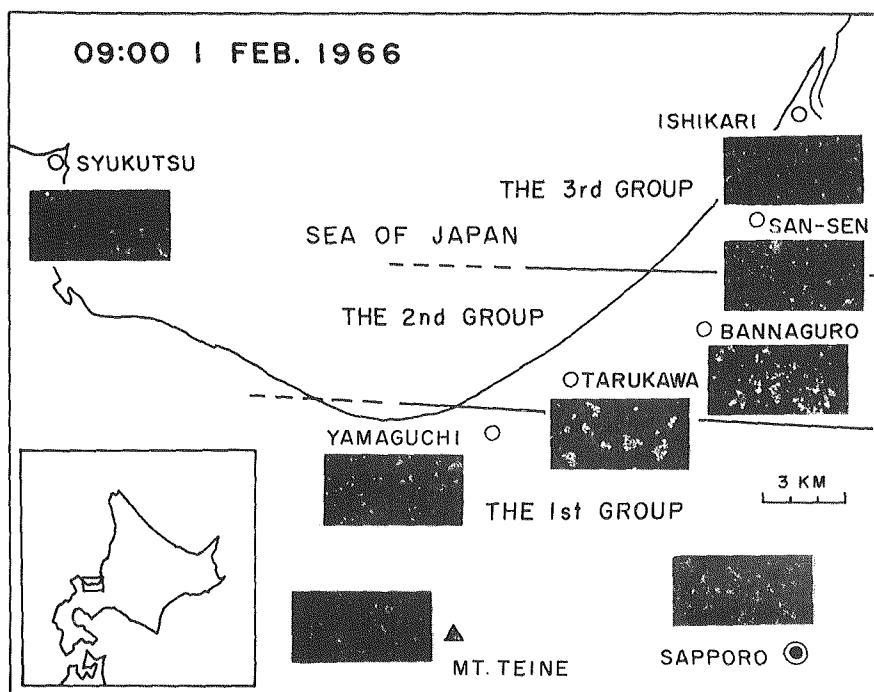 09:00 1 FEB. 1966
ISHIKARI
SYUKUTSU
THE 3rd GROUP
SEA OF JAPAN
SAN-SEN
THE 2nd GROUP
BANNAGURO
TARUKAWA
YAMAGUCHI
3 KM
THE 1st GROUP
MT. TEINE
SAPPORO